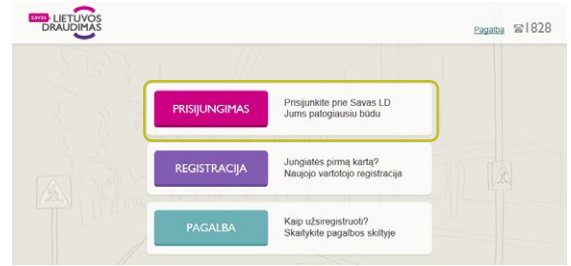 SAVAS LIETUVOS
DRAUDIMAS
Pagalba ☏1828
PRISIJUNGIMAS
Prisijunkite prie Savas LD
Jums patogiausiu būdu
REGISTRACIJA
Jungiatės pirmą kartą?
Naujojo vartotojo registracija
PAGALBA
Kaip užsiregistruoti?
Skaitykite pagalbos skiltyje